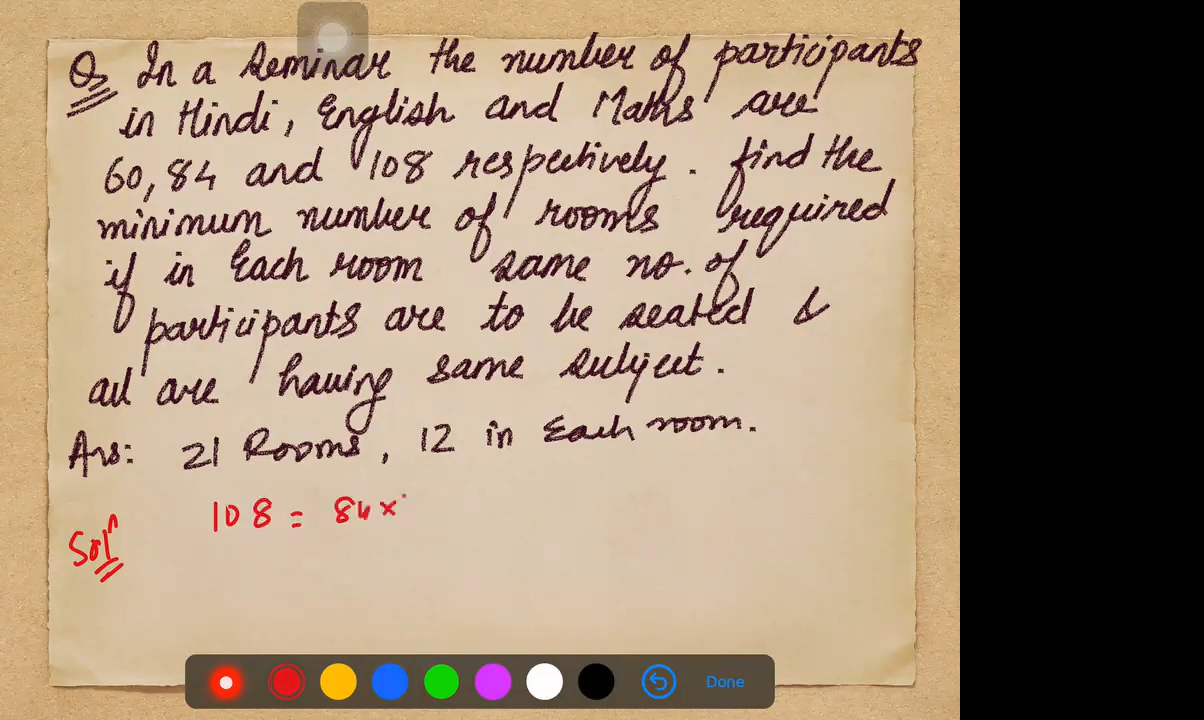 Q In a Seminar the number of participants
in Hindi, English and Maths are
60, 84 and 108 respectively. find the
minimum number of rooms required
if in Each room same no. of
participants are to be seated &
all are having same subject.
Ans: 21 Rooms, 12 in Each room.
Solⁿ 108 = 84 ×
Done